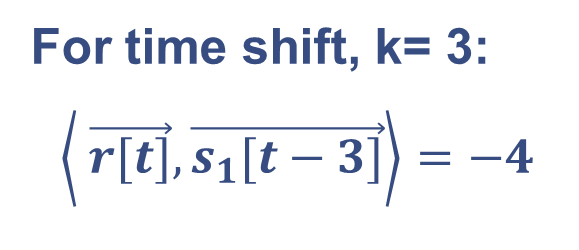 For time shift, k= 3:
⟨r[t], s₁[t − 3]⟩ = −4